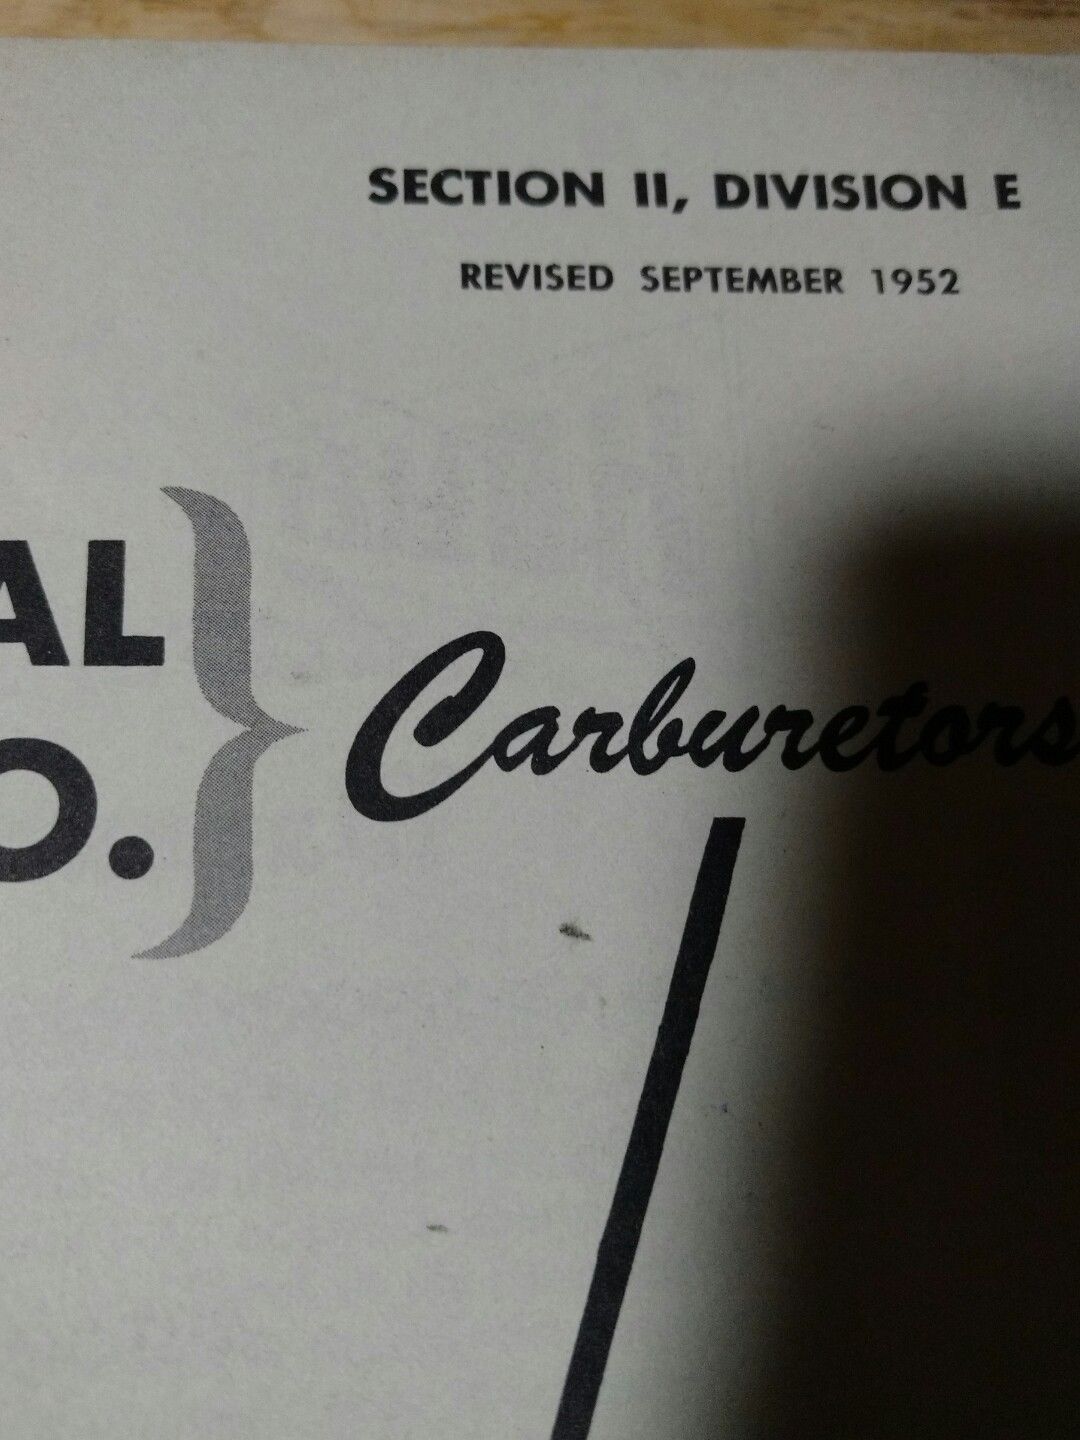 SECTION II, DIVISION E
REVISED SEPTEMBER 1952
AL
O.
Carburetors